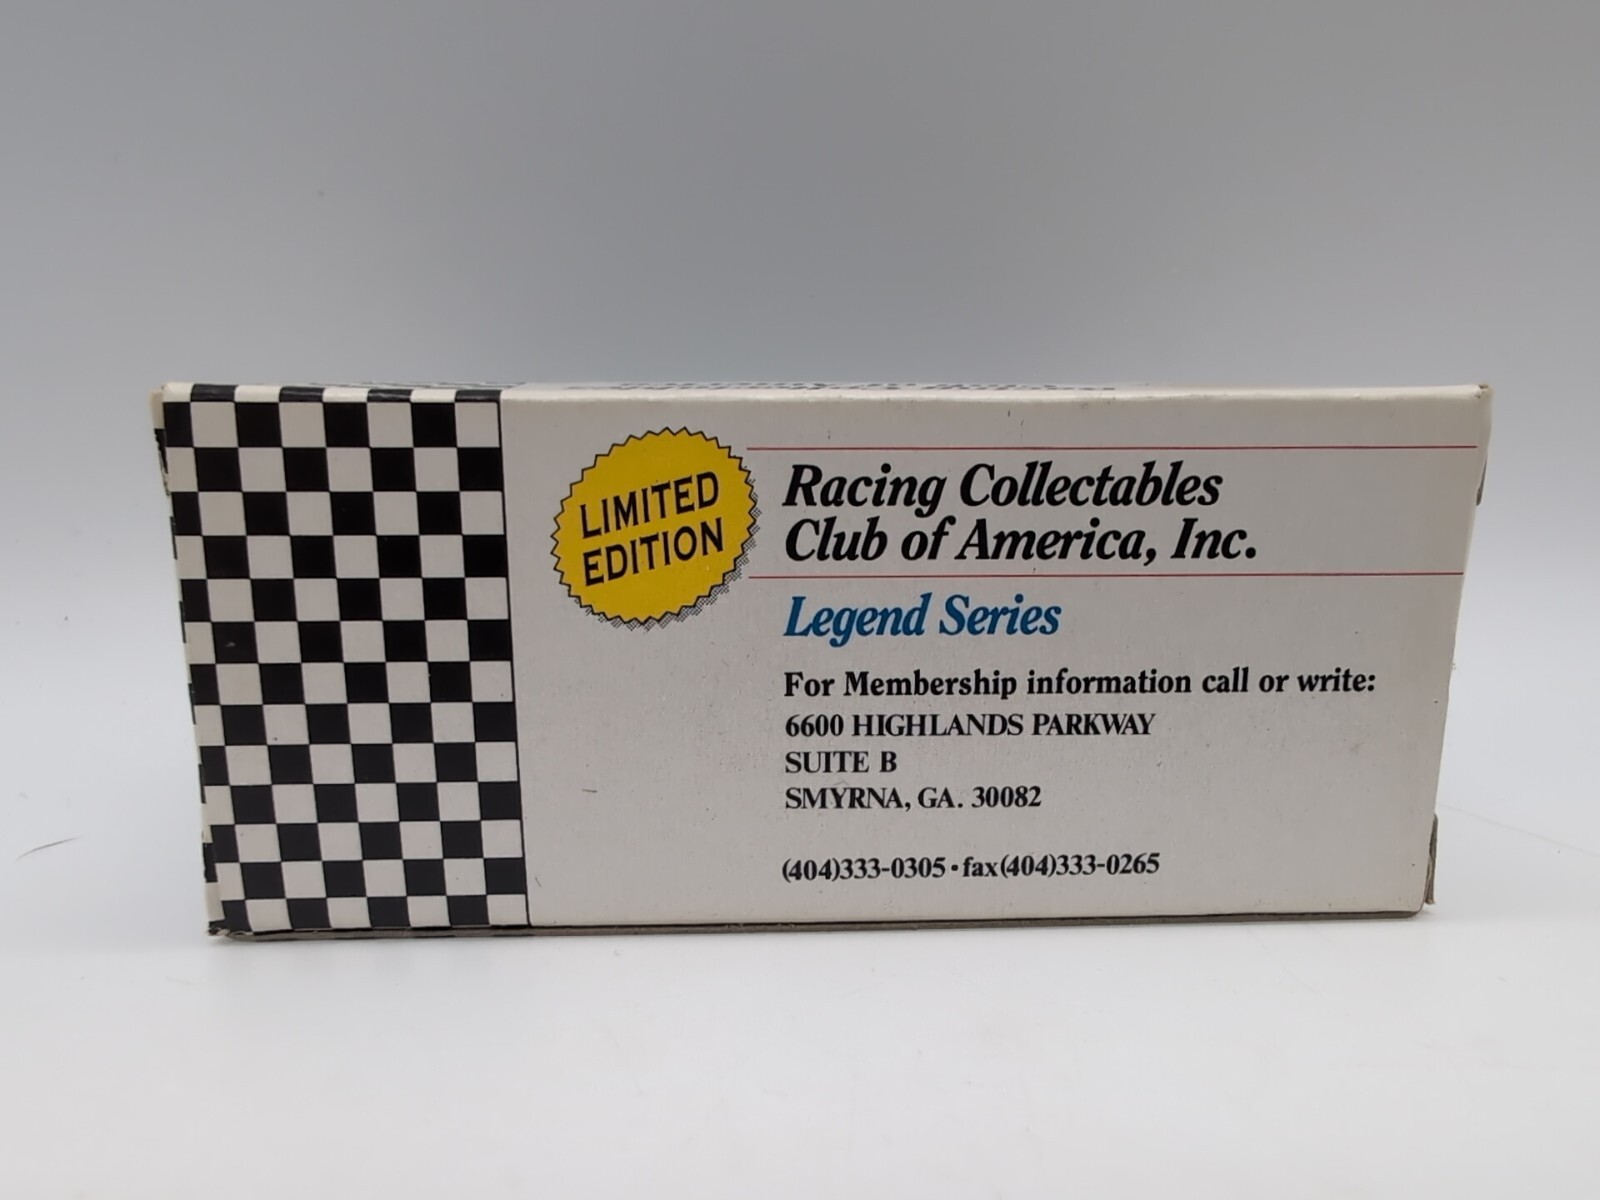 LIMITED
EDITION
Racing Collectables
Club of America, Inc.
Legend Series
For Membership information call or write:
6600 HIGHLANDS PARKWAY
SUITE B
SMYRNA, GA. 30082
(404)333-0305 • fax(404)333-0265